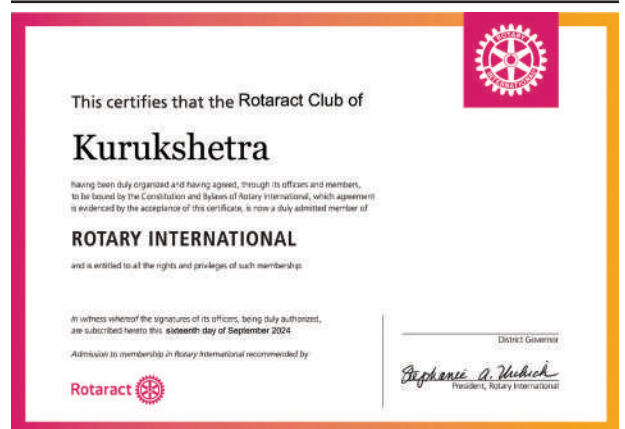 ROTARY
INTERNATIONAL
This certifies that the Rotaract Club of
Kurukshetra
having been duly organized and having agreed, through its officers and members,
to be bound by the Constitution and Bylaws of Rotary International, which agreement
is evidenced by the acceptance of this certificate, is now a duly admitted member of
ROTARY INTERNATIONAL
and is entitled to all the rights and privileges of such membership.
In witness whereof the signatures of its officers, being duly authorized,
are subscribed hereto this sixteenth day of September 2024
Admission to membership in Rotary International recommended by
Rotaract
District Governor
Stephanie A. Urchick
President, Rotary International